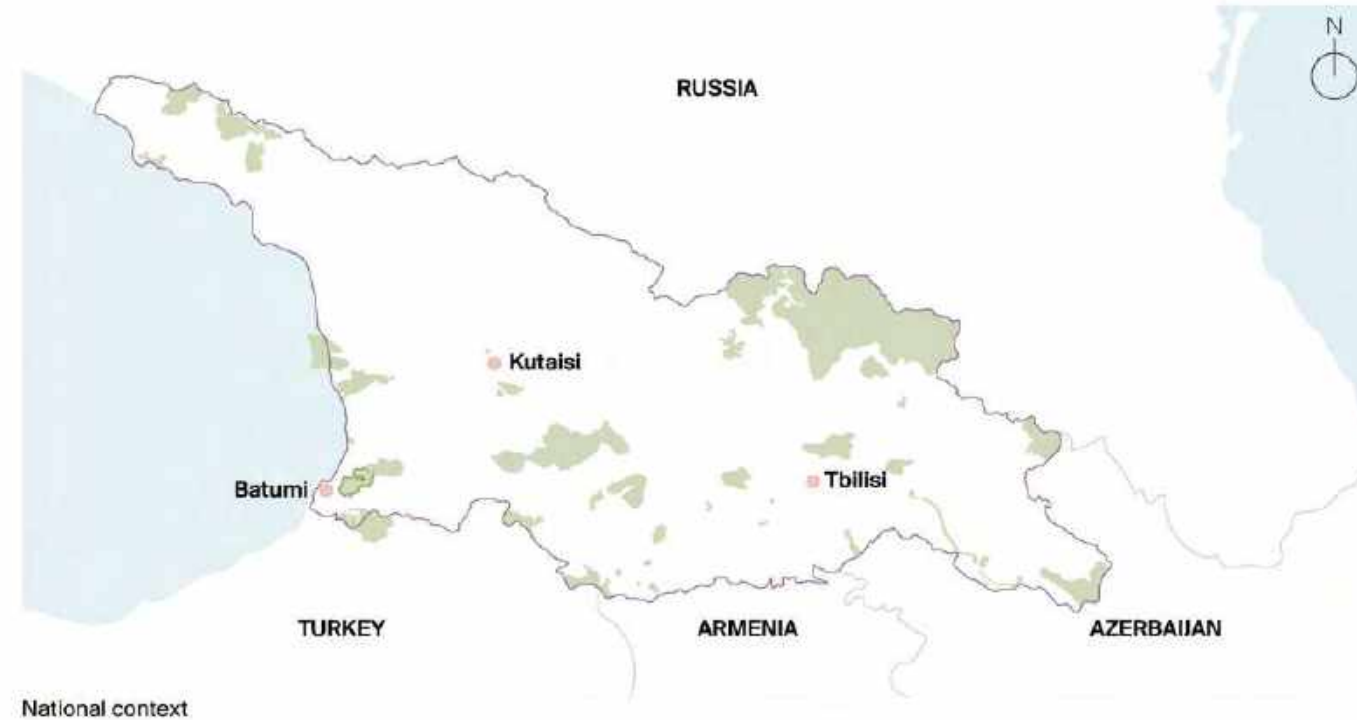 N
RUSSIA
Kutaisi
Batumi
Tbilisi
TURKEY
ARMENIA
AZERBAIJAN
National context